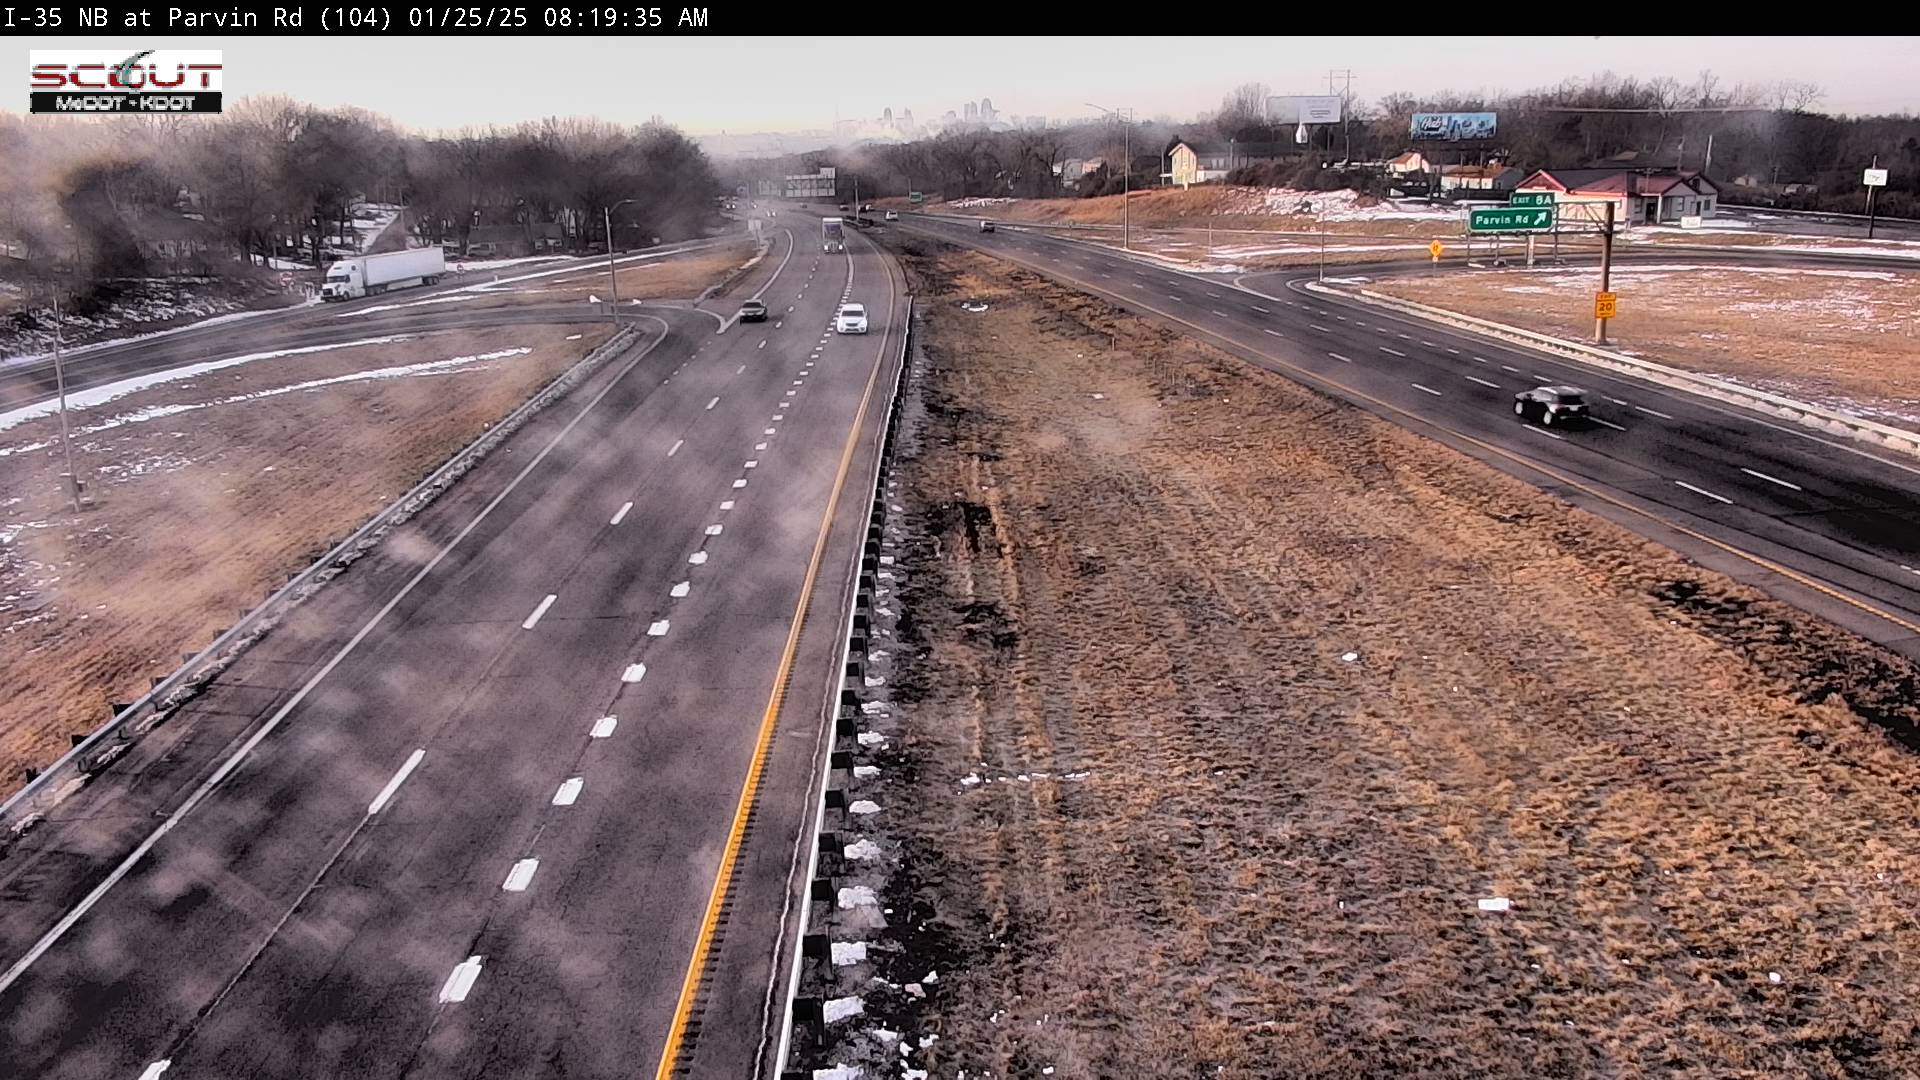 I-35 NB at Parvin Rd (104) 01/25/25 08:19:35 AM
SCOUT
MoDOT - KDOT
EXIT 8A
Parvin Rd
20